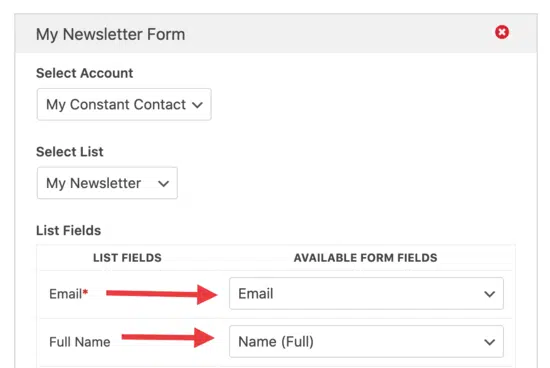 My Newsletter Form
Select Account
My Constant Contact
Select List
My Newsletter
List Fields
LIST FIELDS AVAILABLE FORM FIELDS
Email* Email
Full Name Name (Full)